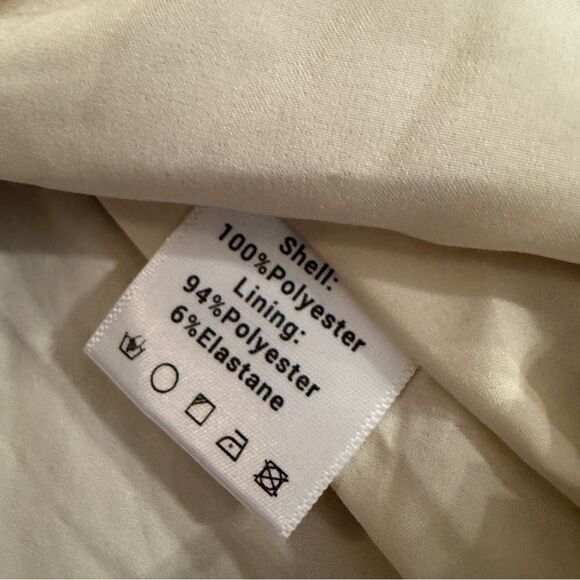 Shell:
100%Polyester
Lining:
94%Polyester
6%Elastane